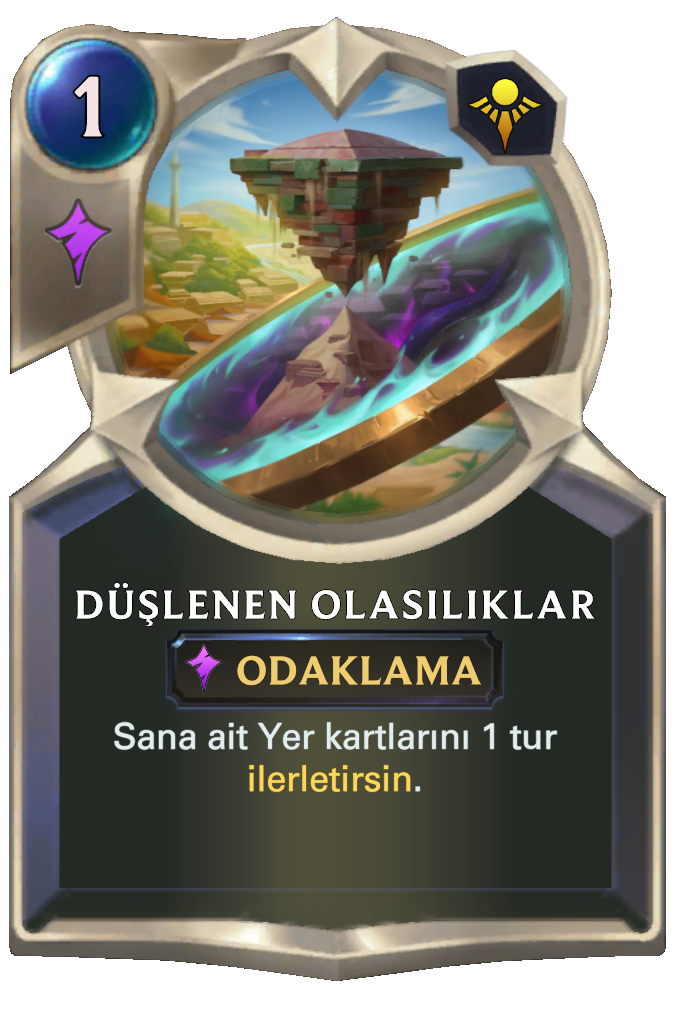 1
DÜŞLENEN OLASILIKLAR
ODAKLAMA
Sana ait Yer kartlarını 1 tur
ilerletirsin.